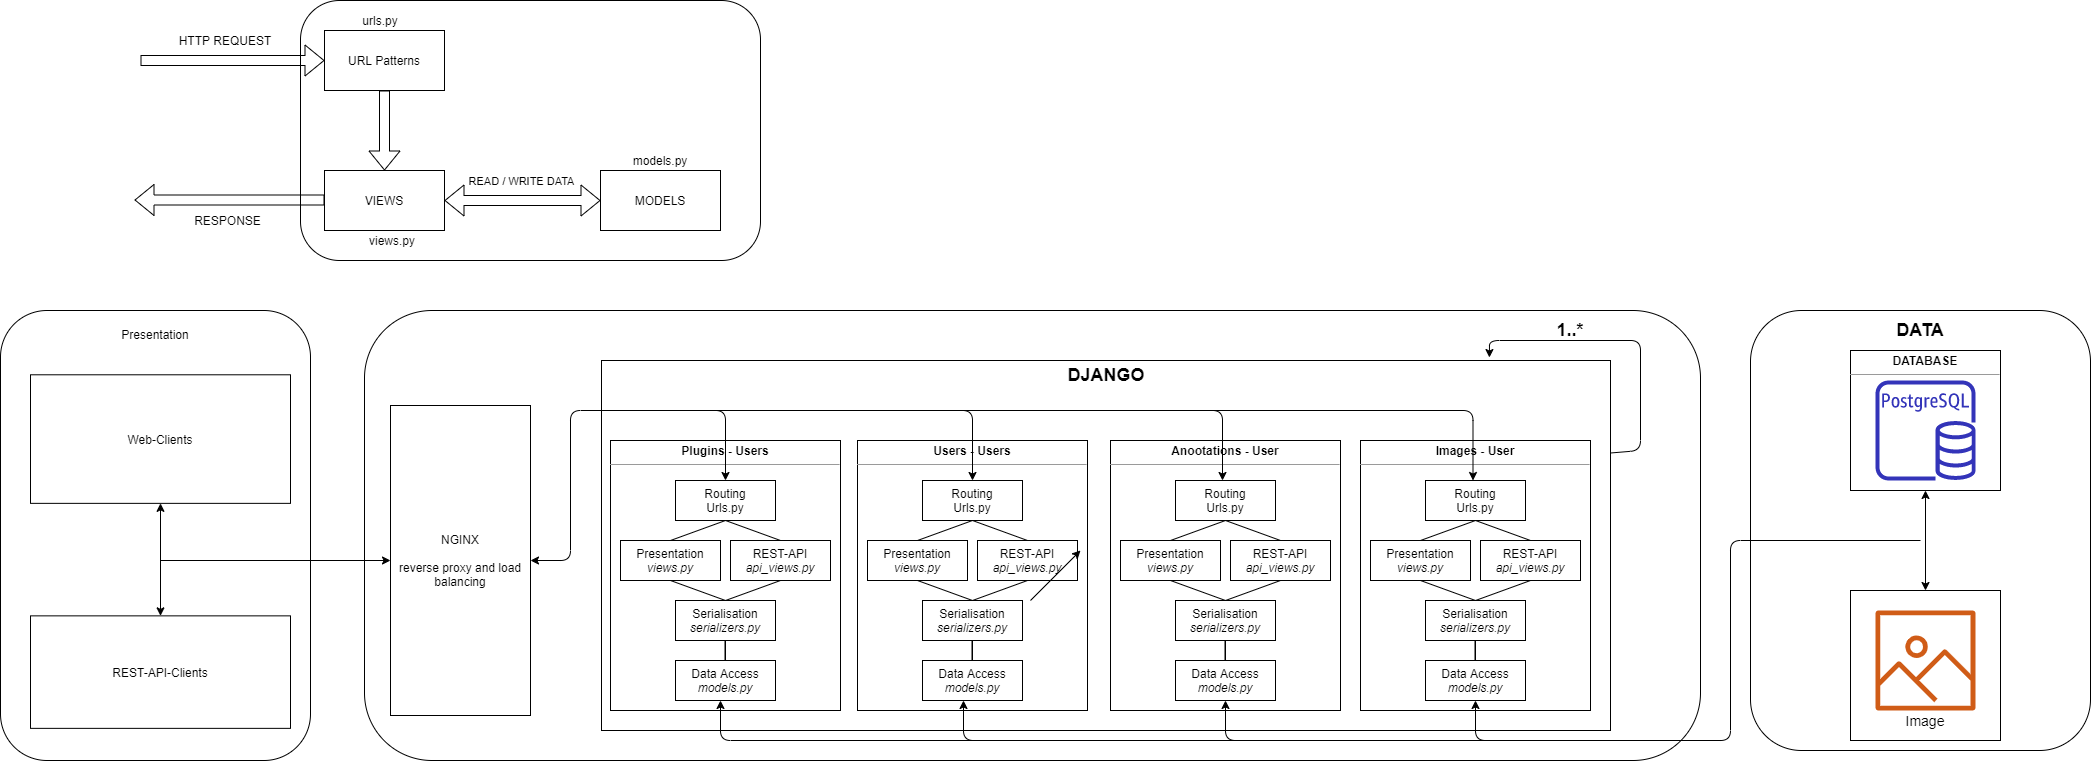 urls.py
HTTP REQUEST
URL Patterns
models.py
READ / WRITE DATA
VIEWS
MODELS
RESPONSE
views.py
Presentation
Web-Clients
REST-API-Clients
NGINX
reverse proxy and load
balancing
1..*
DJANGO
Plugins - Users
Routing
Urls.py
Presentation
views.py
REST-API
api_views.py
Serialisation
serializers.py
Data Access
models.py
Users - Users
Routing
Urls.py
Presentation
views.py
REST-API
api_views.py
Serialisation
serializers.py
Data Access
models.py
Anootations - User
Routing
Urls.py
Presentation
views.py
REST-API
api_views.py
Serialisation
serializers.py
Data Access
models.py
Images - User
Routing
Urls.py
Presentation
views.py
REST-API
api_views.py
Serialisation
serializers.py
Data Access
models.py
DATA
DATABASE
PostgreSQL
Image